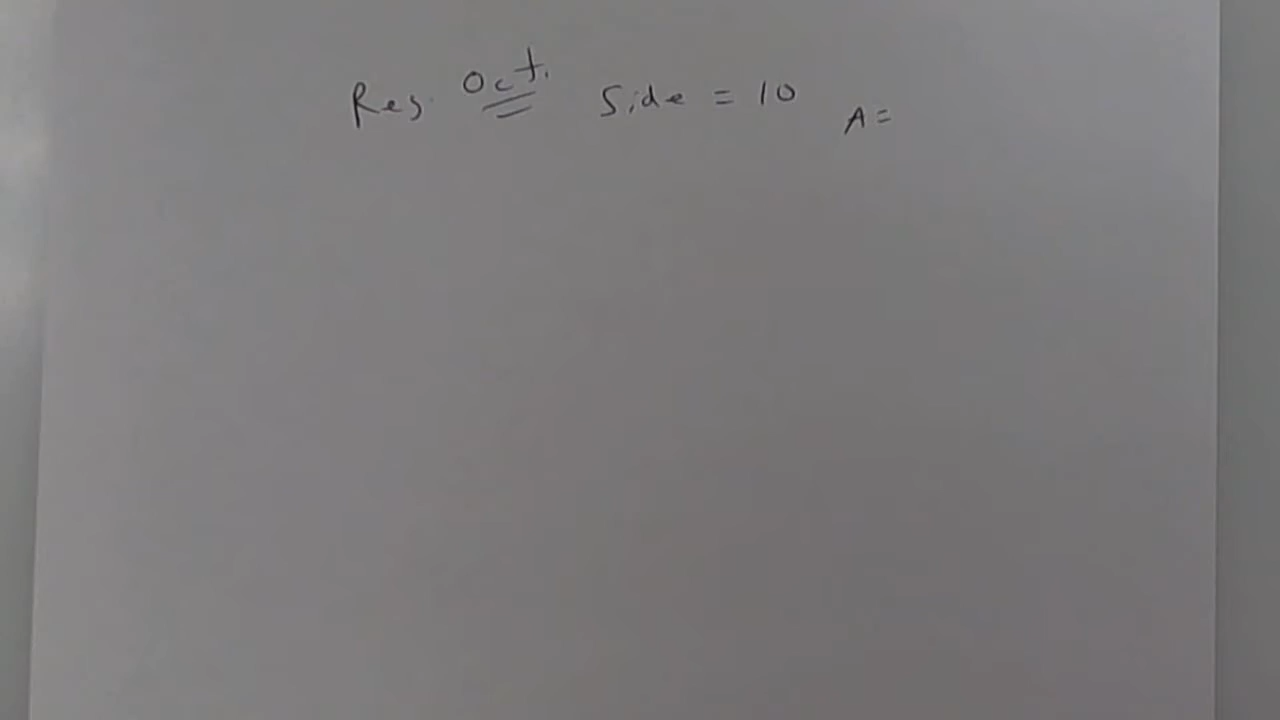 Reg. Oct. Side = 10 A =